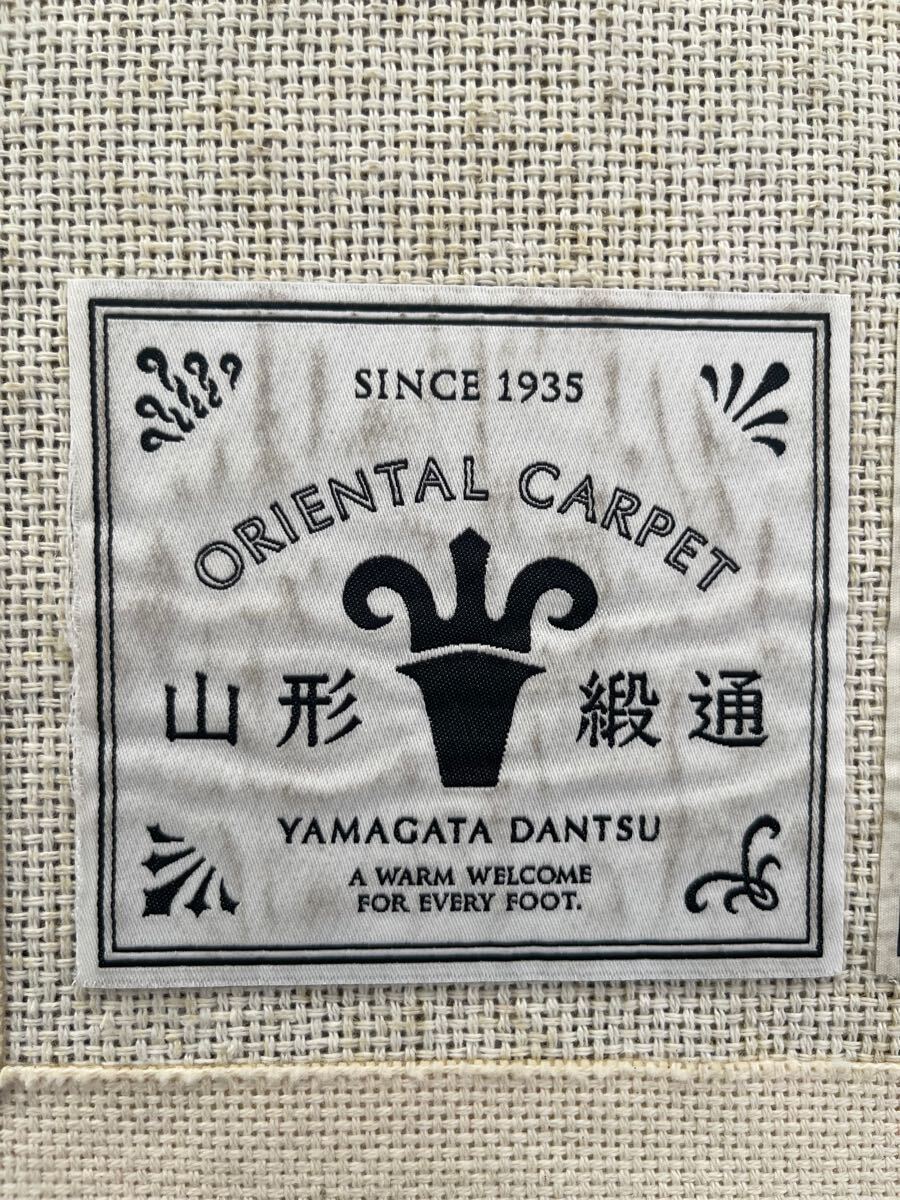 SINCE 1935
ORIENTAL CARPET
山形 緞通
YAMAGATA DANTSU
A WARM WELCOME
FOR EVERY FOOT.